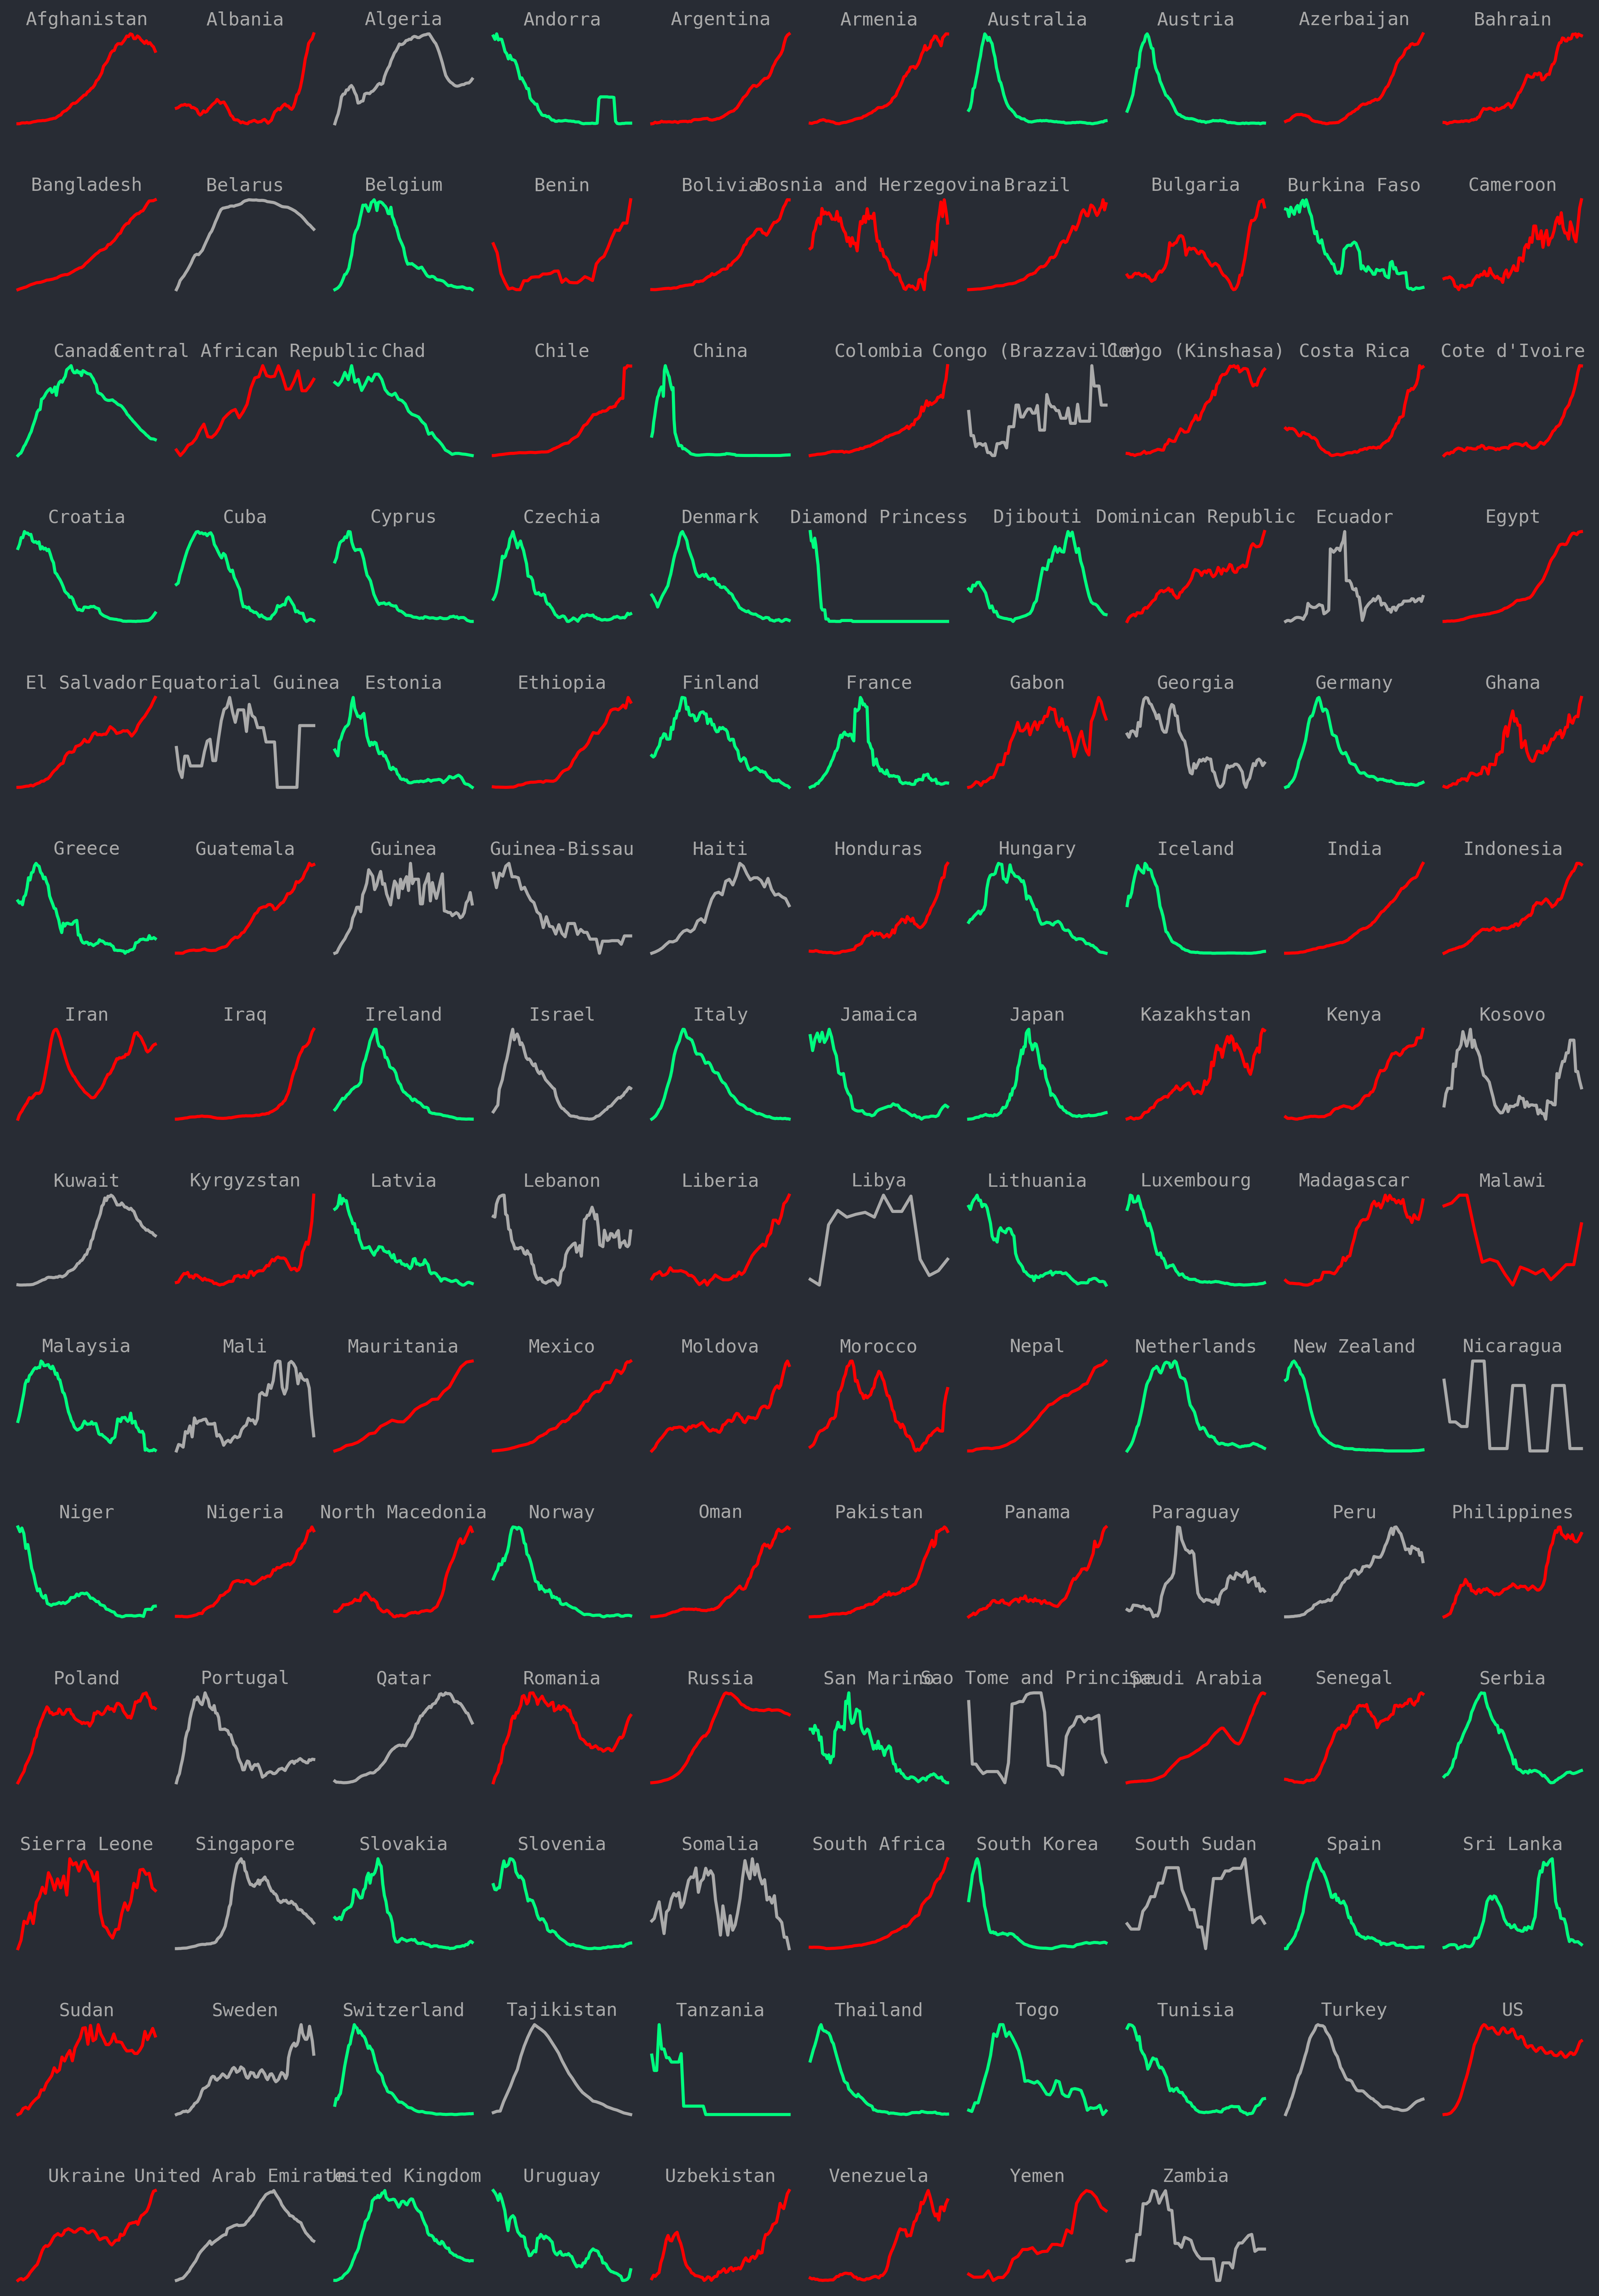 Afghanistan Albania Algeria Andorra Argentina Armenia Australia Austria Azerbaijan Bahrain
Bangladesh Belarus Belgium Benin Bolivia Bosnia and Herzegovina Brazil Bulgaria Burkina Faso Cameroon
Canada Central African Republic Chad Chile China Colombia Congo (Brazzaville) Congo (Kinshasa) Costa Rica Cote d'Ivoire
Croatia Cuba Cyprus Czechia Denmark Diamond Princess Djibouti Dominican Republic Ecuador Egypt
El Salvador Equatorial Guinea Estonia Ethiopia Finland France Gabon Georgia Germany Ghana
Greece Guatemala Guinea Guinea-Bissau Haiti Honduras Hungary Iceland India Indonesia
Iran Iraq Ireland Israel Italy Jamaica Japan Kazakhstan Kenya Kosovo
Kuwait Kyrgyzstan Latvia Lebanon Liberia Libya Lithuania Luxembourg Madagascar Malawi
Malaysia Mali Mauritania Mexico Moldova Morocco Nepal Netherlands New Zealand Nicaragua
Niger Nigeria North Macedonia Norway Oman Pakistan Panama Paraguay Peru Philippines
Poland Portugal Qatar Romania Russia San Marino Sao Tome and Principe Saudi Arabia Senegal Serbia
Sierra Leone Singapore Slovakia Slovenia Somalia South Africa South Korea South Sudan Spain Sri Lanka
Sudan Sweden Switzerland Tajikistan Tanzania Thailand Togo Tunisia Turkey US
Ukraine United Arab Emirates United Kingdom Uruguay Uzbekistan Venezuela Yemen Zambia